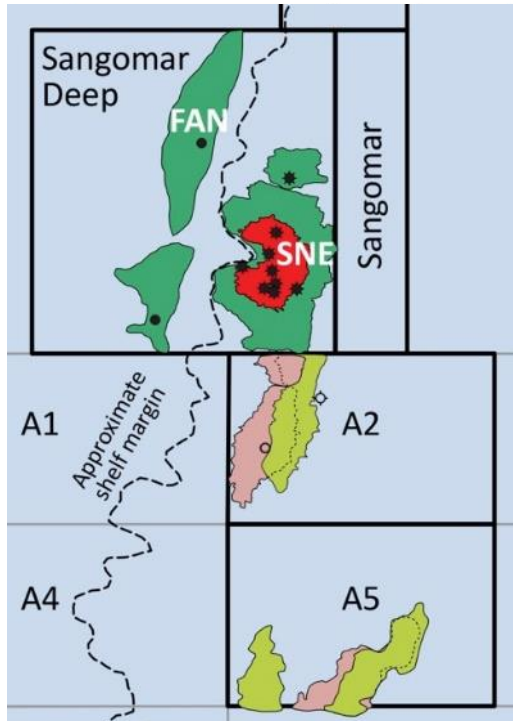 Sangomar
Deep
FAN
SNE
Sangomar
A1
Approximate
shelf margin
A2
A4
A5